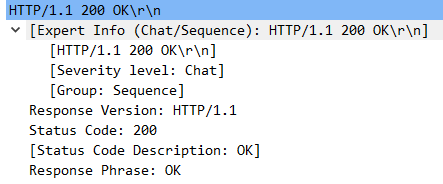 HTTP/1.1 200 OK\r\n
[Expert Info (Chat/Sequence): HTTP/1.1 200 OK\r\n]
[HTTP/1.1 200 OK\r\n]
[Severity level: Chat]
[Group: Sequence]
Response Version: HTTP/1.1
Status Code: 200
[Status Code Description: OK]
Response Phrase: OK